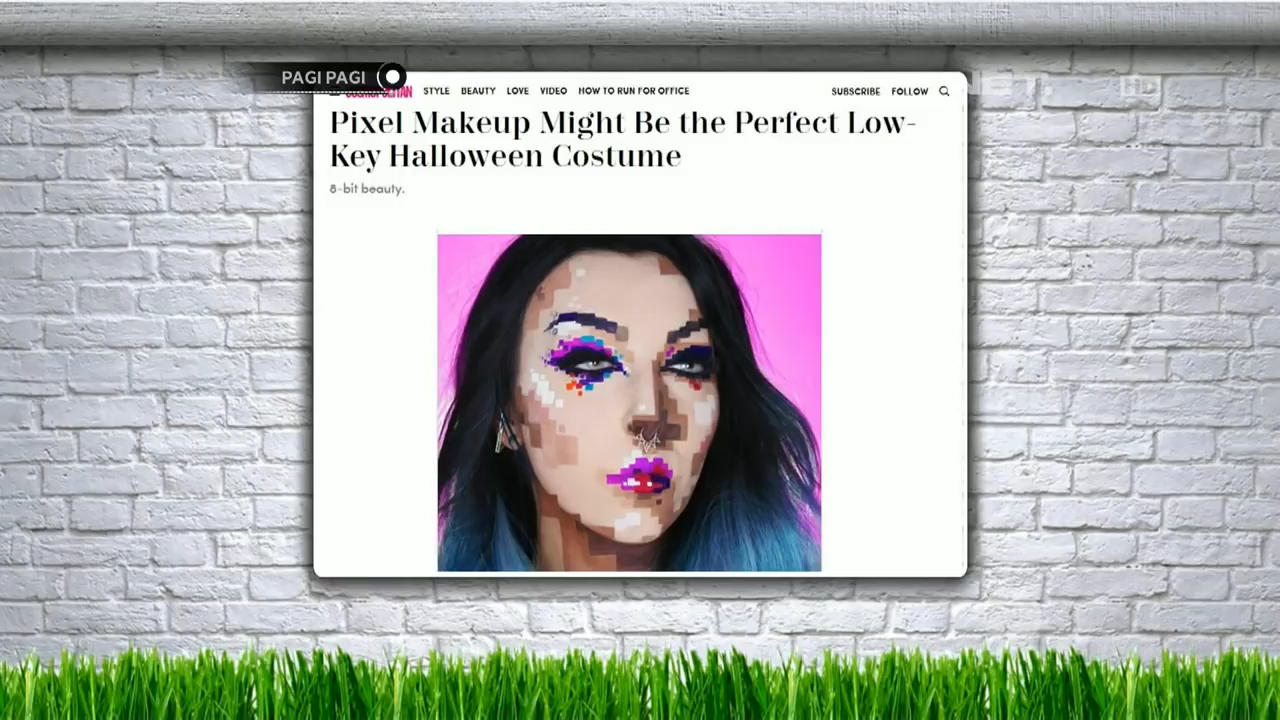 PAGI PAGI
STYLE BEAUTY LOVE VIDEO HOW TO RUN FOR OFFICE SUBSCRIBE FOLLOW
Pixel Makeup Might Be the Perfect Low-
Key Halloween Costume
8-bit beauty.